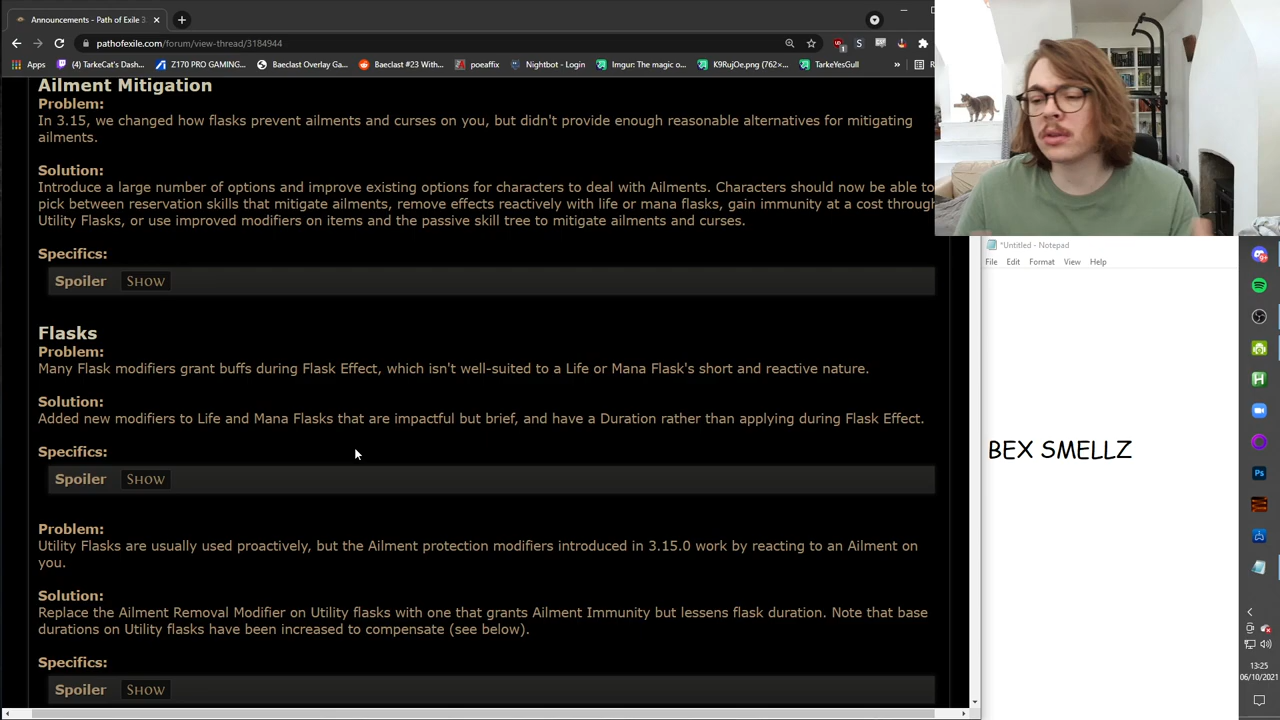 Announcements - Path of Exile 3
pathofexile.com/forum/view-thread/3184944
Apps (4) TarkeCat's Dash... Z170 PRO GAMING... Baeclast Overlay Ga... Baeclast #23 With... poeaffix Nightbot - Login Imgur: The magic o... K9RujOe.png (762×... TarkeYesGull »
Ailment Mitigation
Problem:
In 3.15, we changed how flasks prevent ailments and curses on you, but didn't provide enough reasonable alternatives for mitigating
ailments.
Solution:
Introduce a large number of options and improve existing options for characters to deal with Ailments. Characters should now be able to
pick between reservation skills that mitigate ailments, remove effects reactively with life or mana flasks, gain immunity at a cost through
Utility Flasks, or use improved modifiers on items and the passive skill tree to mitigate ailments and curses.
Specifics:
Spoiler SHOW
Flasks
Problem:
Many Flask modifiers grant buffs during Flask Effect, which isn't well-suited to a Life or Mana Flask's short and reactive nature.
Solution:
Added new modifiers to Life and Mana Flasks that are impactful but brief, and have a Duration rather than applying during Flask Effect.
Specifics:
Spoiler SHOW
Problem:
Utility Flasks are usually used proactively, but the Ailment protection modifiers introduced in 3.15.0 work by reacting to an Ailment on
you.
Solution:
Replace the Ailment Removal Modifier on Utility flasks with one that grants Ailment Immunity but lessens flask duration. Note that base
durations on Utility flasks have been increased to compensate (see below).
Specifics:
Spoiler SHOW
*Untitled - Notepad
File Edit Format View Help
BEX SMELLZ
13:25
06/10/2021